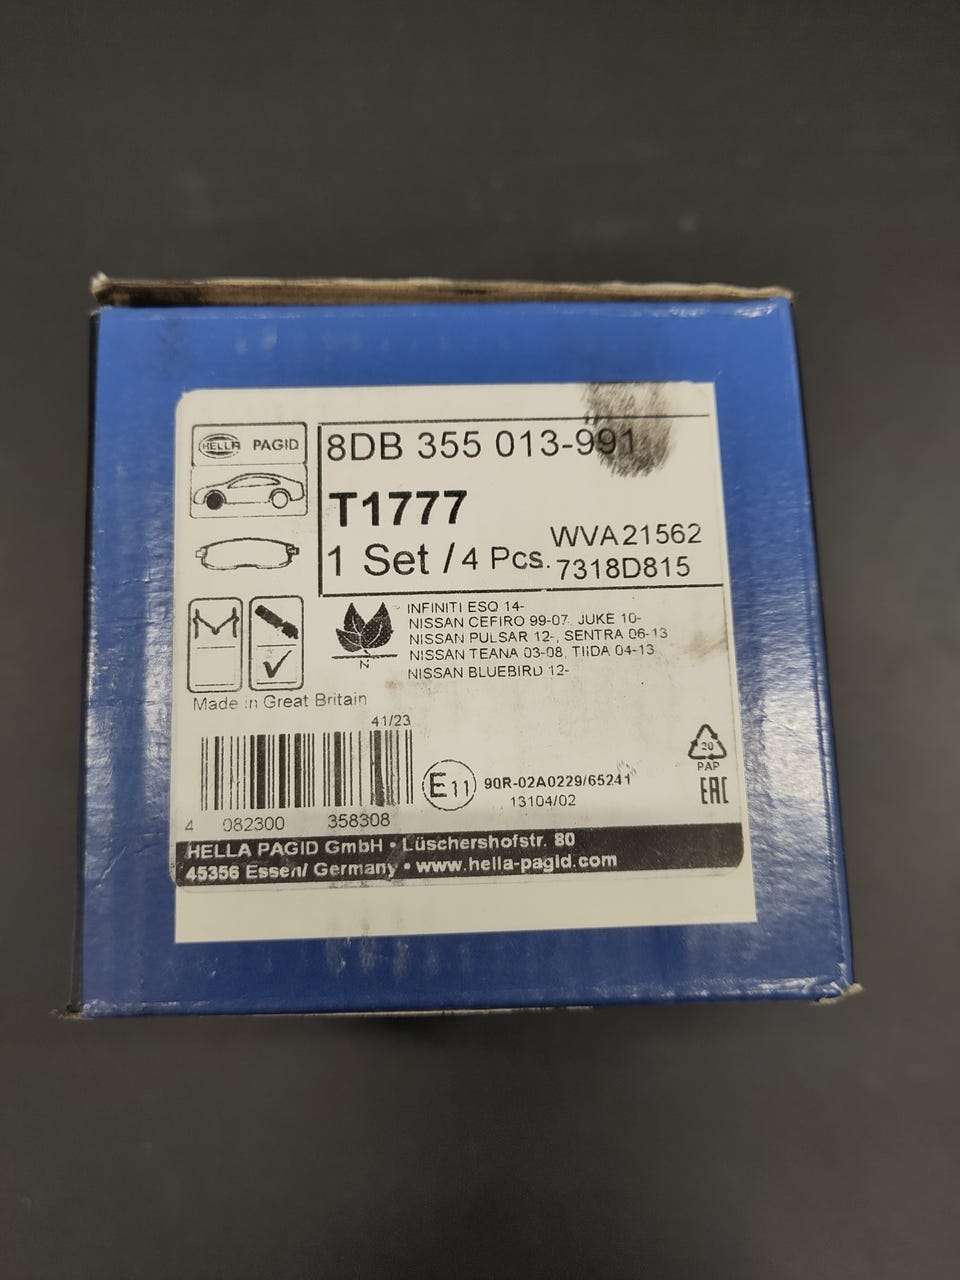 HELLA PAGID
8DB 355 013-991
T1777
1 Set / 4 Pcs.
WVA21562
7318D815
INFINITI ESQ 14-
NISSAN CEFIRO 99-07, JUKE 10-
NISSAN PULSAR 12-, SENTRA 06-13
NISSAN TEANA 03-08, TIIDA 04-13
NISSAN BLUEBIRD 12-
N
Made in Great Britain
41/23
4 082300 358308
E11
90R-02A0229/65241
13104/02
20
PAP
EAC
HELLA PAGID GmbH • Lüschershofstr. 80
45356 Essen/ Germany • www.hella-pagid.com